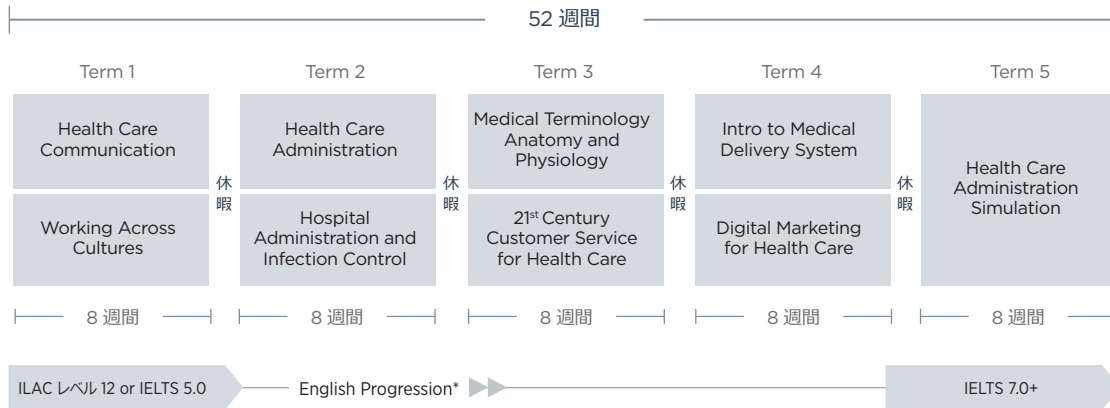 52 週間
Term 1
Term 2
Term 3
Term 4
Term 5
Health Care
Communication
Working Across
Cultures
休
暇
Health Care
Administration
Hospital
Administration and
Infection Control
休
暇
Medical Terminology
Anatomy and
Physiology
21st Century
Customer Service
for Health Care
休
暇
Intro to Medical
Delivery System
Digital Marketing
for Health Care
休
暇
Health Care
Administration
Simulation
8 週間
8 週間
8 週間
8 週間
8 週間
ILAC レベル 12 or IELTS 5.0
English Progression*
IELTS 7.0+